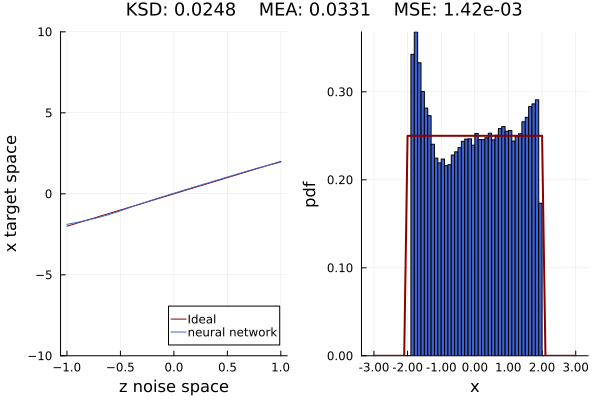 KSD: 0.0248 MEA: 0.0331 MSE: 1.42e-03
10
5
0
−5
−10
x target space
−1.0 −0.5 0.0 0.5 1.0
z noise space
Ideal
neural network
0.30
0.20
0.10
0.00
pdf
-3.00 -2.00 -1.00 0.00 1.00 2.00 3.00
x